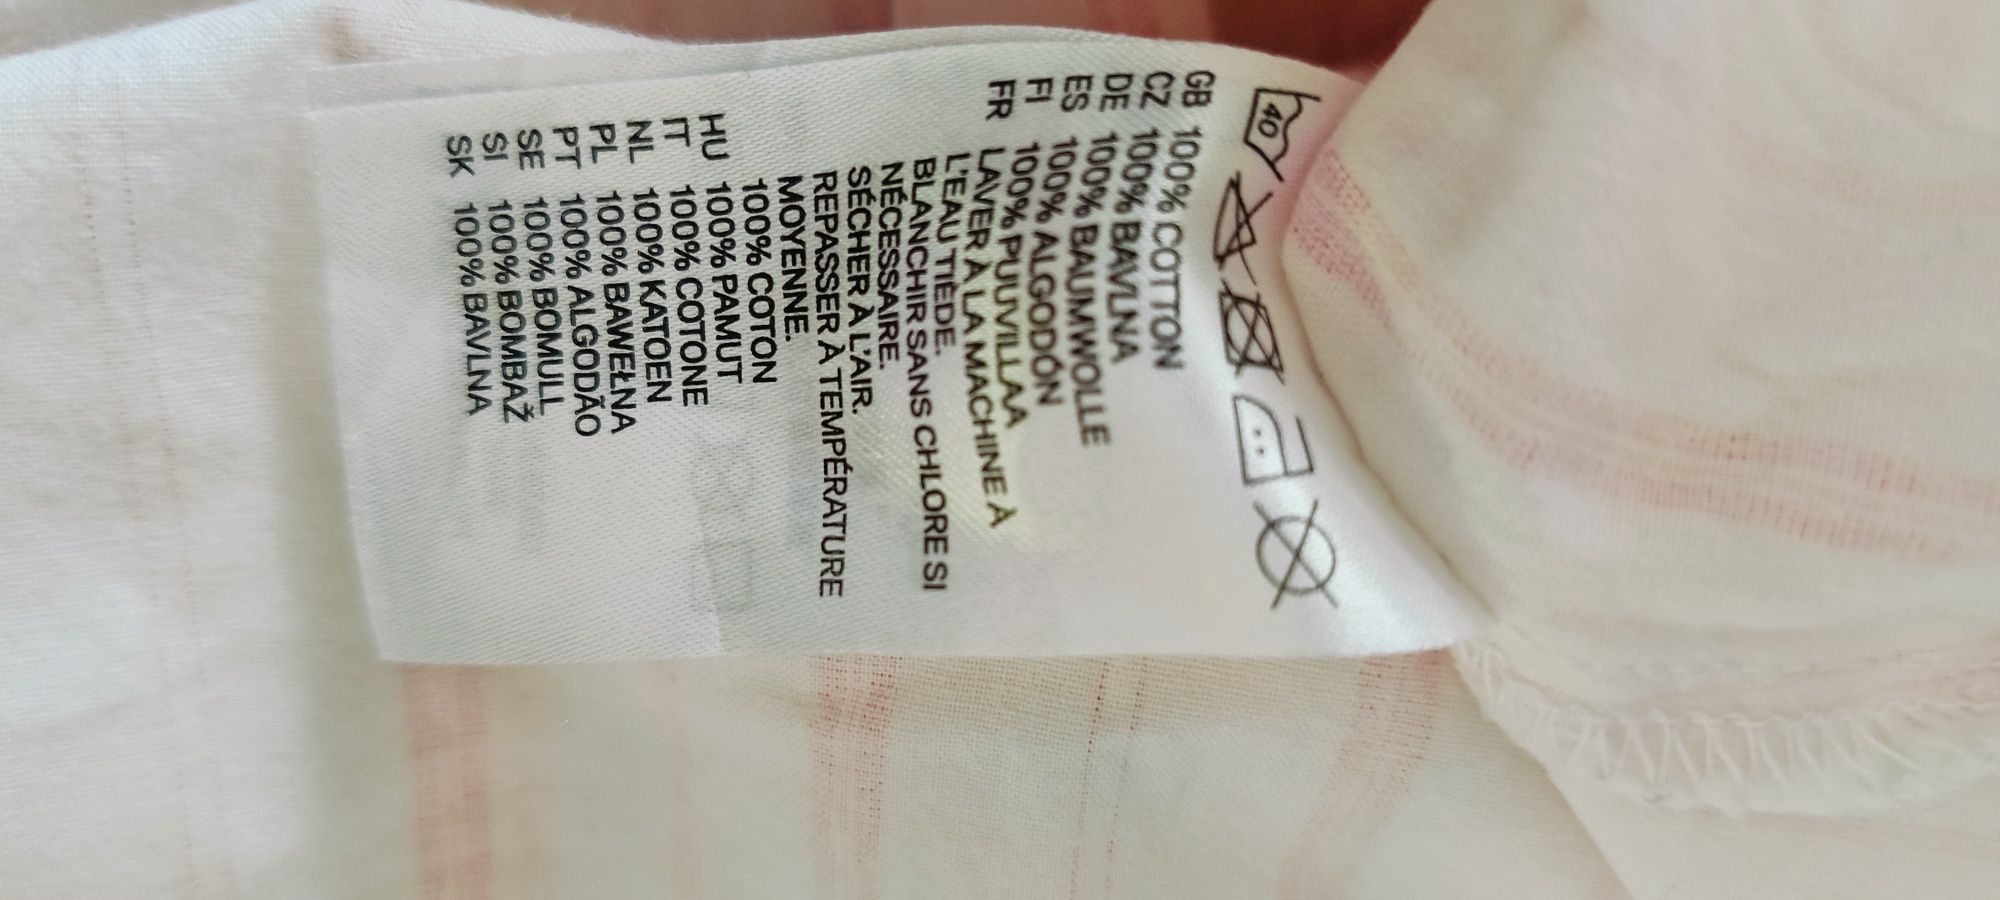 40
GB 100% COTTON
CZ 100% BAVLNA
DE 100% BAUMWOLLE
ES 100% ALGODÓN
FI 100% PUUVILLAA
FR LAVER À LA MACHINE À
L'EAU TIÈDE.
BLANCHIR SANS CHLORE SI
NÉCESSAIRE.
SÉCHER À L'AIR.
REPASSER À TEMPÉRATURE
MOYENNE.
100% COTON
HU 100% PAMUT
IT 100% COTONE
NL 100% KATOEN
PL 100% BAWEŁNA
PT 100% ALGODÃO
SE 100% BOMULL
SI 100% BOMBAŽ
SK 100% BAVLNA